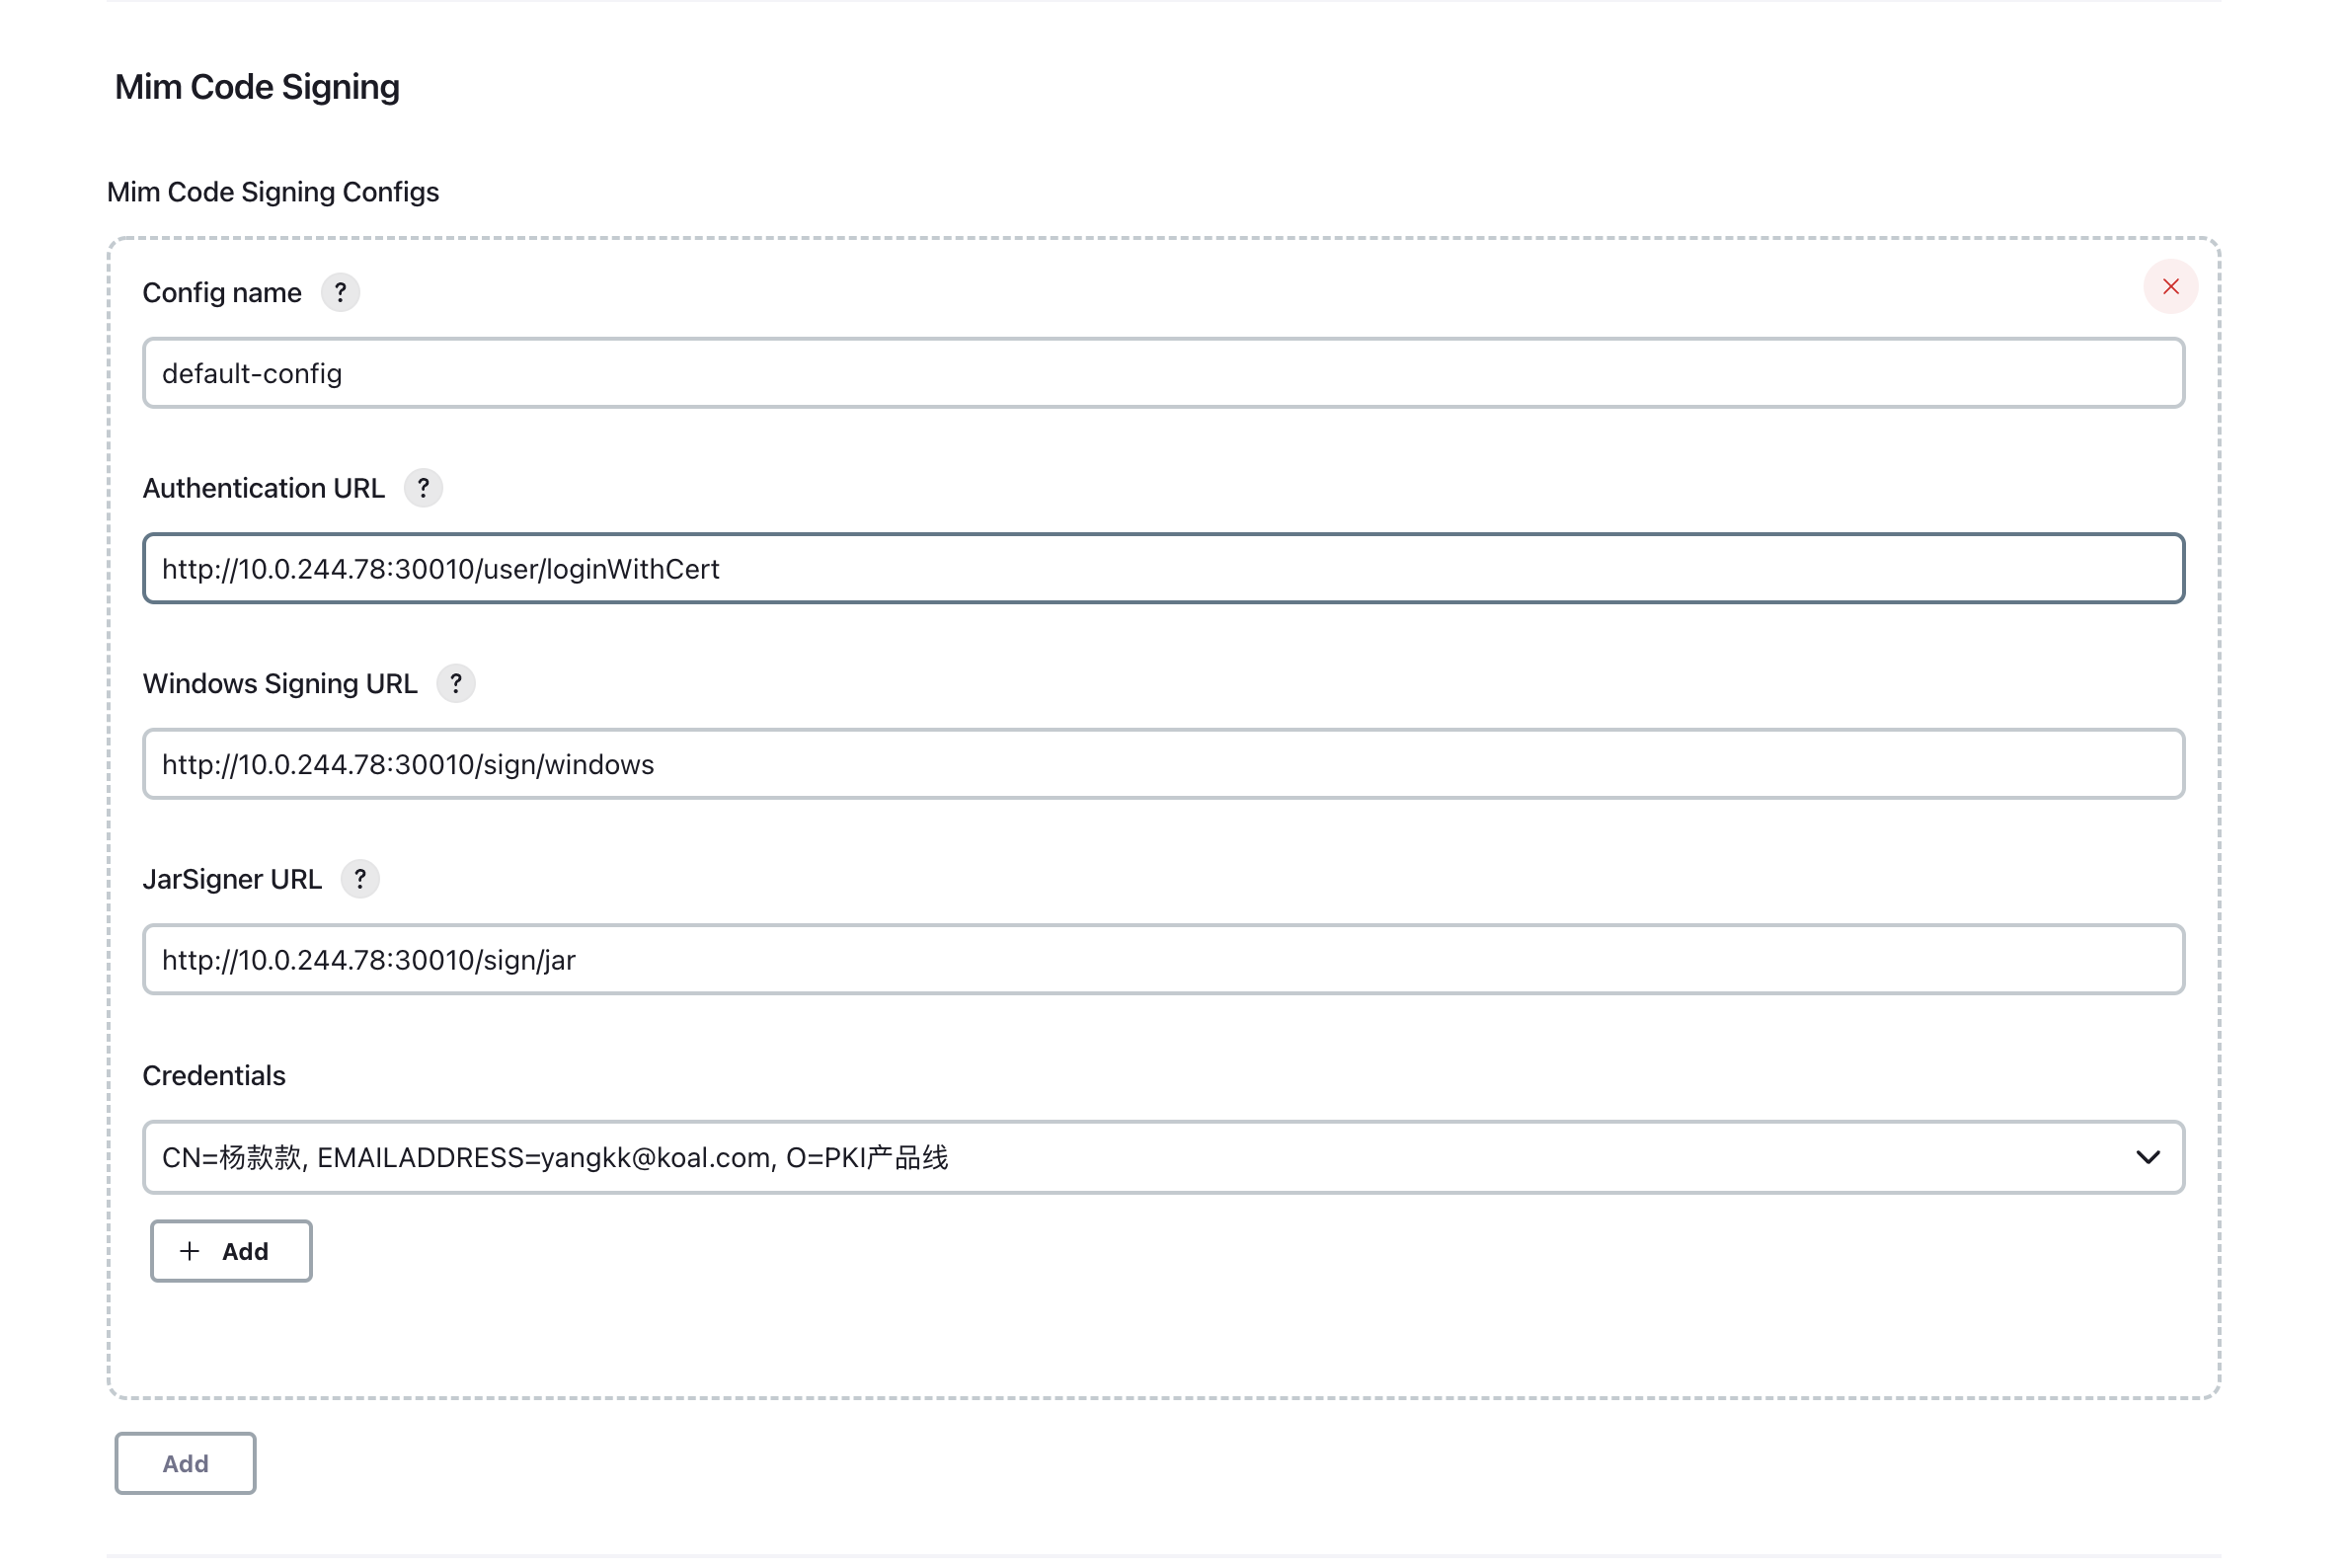 Mim Code Signing
Mim Code Signing Configs
Config name ?
default-config
Authentication URL ?
http://10.0.244.78:30010/user/loginWithCert
Windows Signing URL ?
http://10.0.244.78:30010/sign/windows
JarSigner URL ?
http://10.0.244.78:30010/sign/jar
Credentials
CN=杨款款, EMAILADDRESS=yangkk@koal.com, O=PKI产品线
+ Add
Add